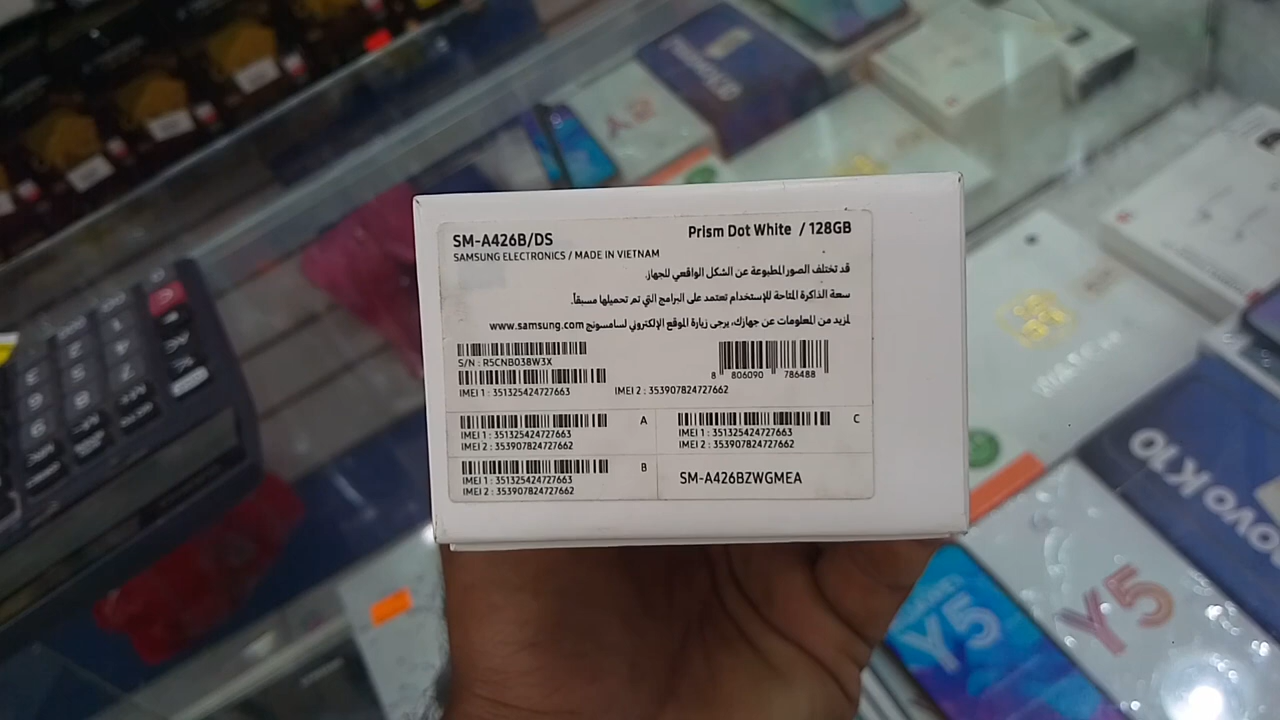 SM-A426B/DS
Prism Dot White / 128GB
SAMSUNG ELECTRONICS / MADE IN VIETNAM
قد تختلف الصور المطبوعة عن الشكل الواقعي للجهاز.
سعة الذاكرة المتاحة للإستخدام تعتمد على البرامج التي تم تحميلها مسبقاً.
لمزيد من المعلومات عن جهازك، يرجى زيارة الموقع الإلكتروني لسامسونج www.samsung.com
S/N : R5CNB038W3X
8 806090 786488
IMEI 1 : 351325424727663
IMEI 2 : 353907824727662
A
IMEI 1 : 351325424727663
IMEI 2 : 353907824727662
C
IMEI 1 : 351325424727663
IMEI 2 : 353907824727662
B
IMEI 1 : 351325424727663
IMEI 2 : 353907824727662
SM-A426BZWGMEA
WATCH
Y5
Y5